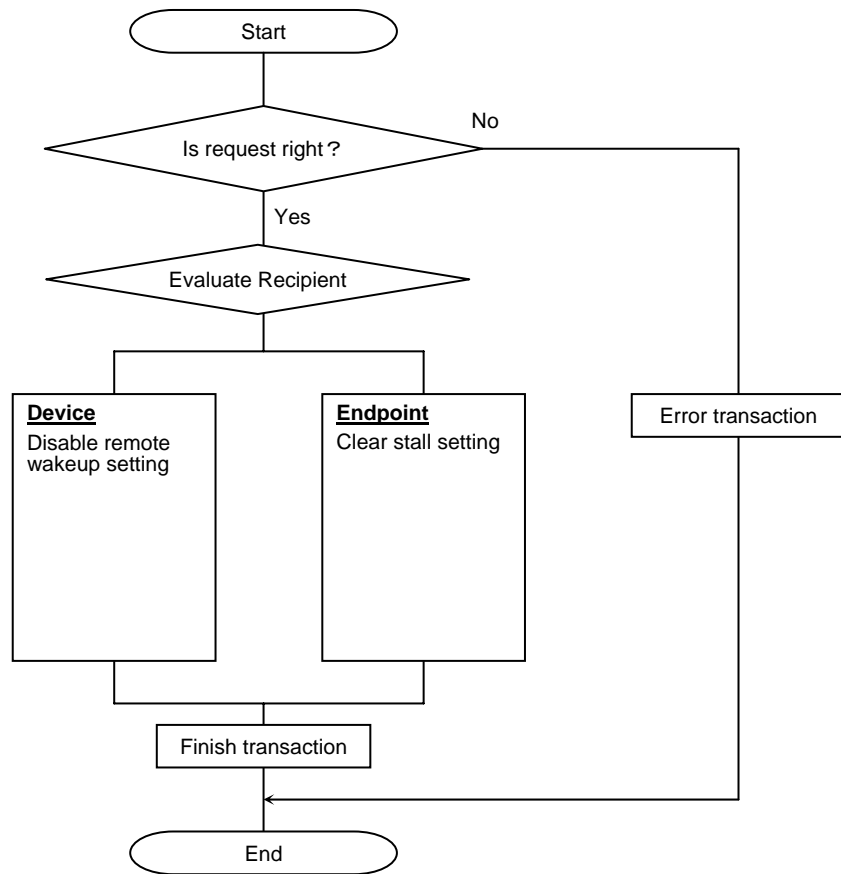 Start
No
Is request right？
Yes
Evaluate Recipient
Device
Disable remote
wakeup setting
Endpoint
Clear stall setting
Error transaction
Finish transaction
End